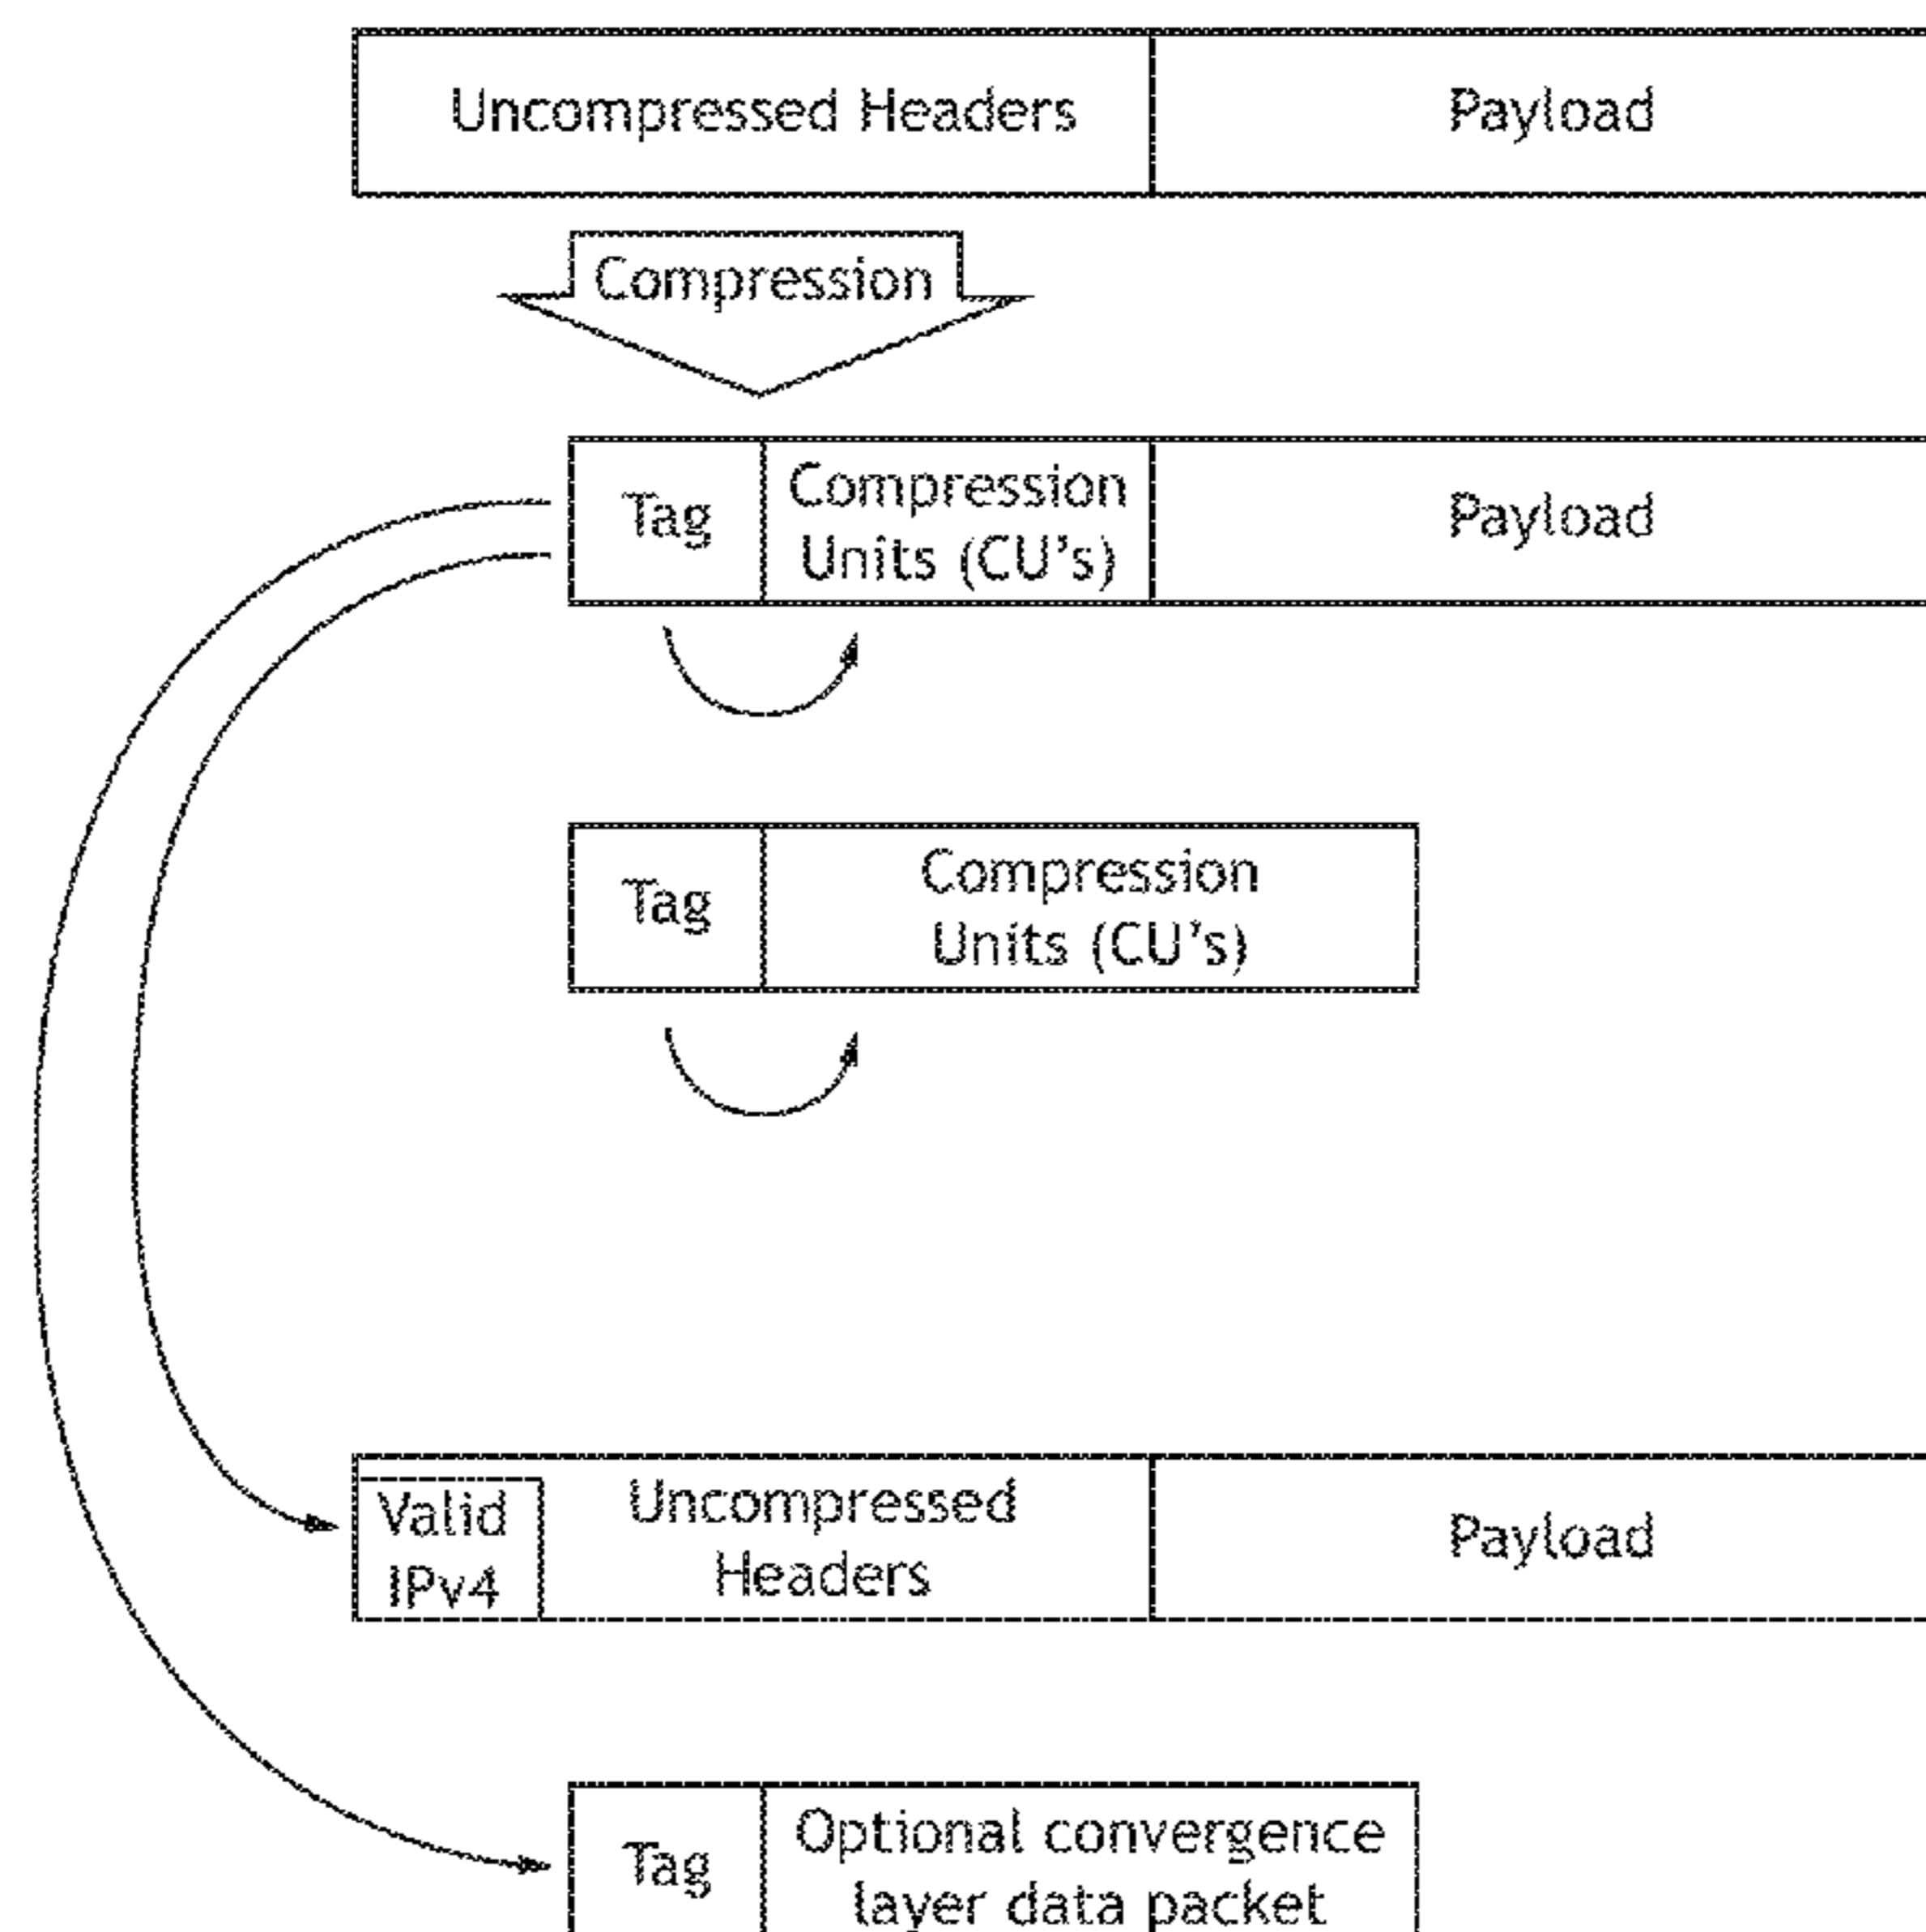 Uncompressed Headers
Payload
Compression
Tag
Compression
Units (CU's)
Payload
Tag
Compression
Units (CU's)
Valid
IPv4
Uncompressed
Headers
Payload
Tag
Optional convergence
layer data packet